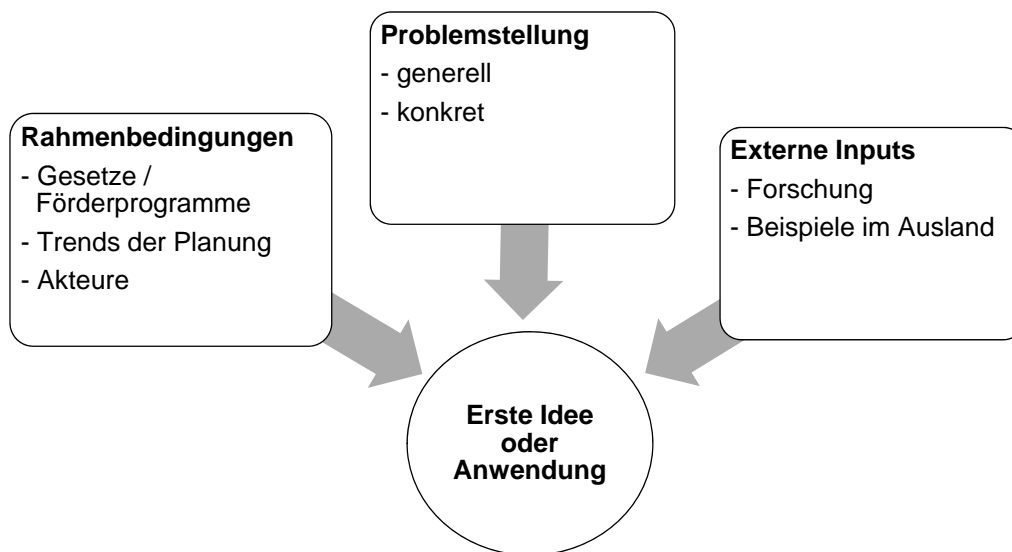 Problemstellung
- generell
- konkret
Rahmenbedingungen
- Gesetze /
Förderprogramme
- Trends der Planung
- Akteure
Externe Inputs
- Forschung
- Beispiele im Ausland
Erste Idee
oder
Anwendung